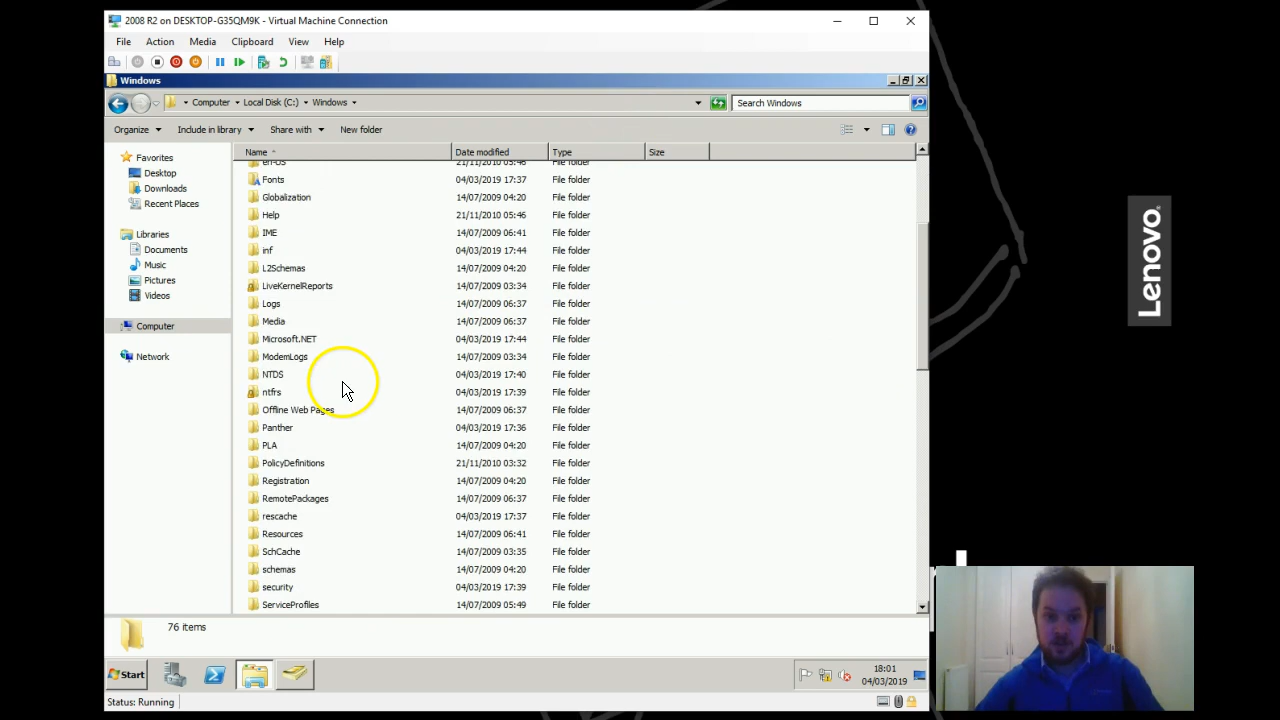 2008 R2 on DESKTOP-G35QM9K - Virtual Machine Connection
File Action Media Clipboard View Help
Windows
Computer Local Disk (C:) Windows Search Windows
Organize Include in library Share with New folder
Favorites
Desktop
Downloads
Recent Places
Libraries
Documents
Music
Pictures
Videos
Computer
Network
Name Date modified Type Size
en-US 21/11/2010 05:46 File folder
Fonts 04/03/2019 17:37 File folder
Globalization 14/07/2009 04:20 File folder
Help 21/11/2010 05:46 File folder
IME 14/07/2009 06:41 File folder
inf 04/03/2019 17:44 File folder
L2Schemas 14/07/2009 04:20 File folder
LiveKernelReports 14/07/2009 03:34 File folder
Logs 14/07/2009 06:37 File folder
Media 14/07/2009 06:37 File folder
Microsoft.NET 04/03/2019 17:44 File folder
ModemLogs 14/07/2009 03:34 File folder
NTDS 04/03/2019 17:40 File folder
ntfrs 04/03/2019 17:39 File folder
Offline Web Pages 14/07/2009 06:37 File folder
Panther 04/03/2019 17:36 File folder
PLA 14/07/2009 04:20 File folder
PolicyDefinitions 21/11/2010 03:32 File folder
Registration 14/07/2009 04:20 File folder
RemotePackages 14/07/2009 06:37 File folder
rescache 04/03/2019 17:37 File folder
Resources 14/07/2009 06:41 File folder
SchCache 14/07/2009 03:35 File folder
schemas 14/07/2009 04:20 File folder
security 04/03/2019 17:39 File folder
ServiceProfiles 14/07/2009 05:49 File folder
76 items
Start
18:01
04/03/2019
Status: Running
Lenovo